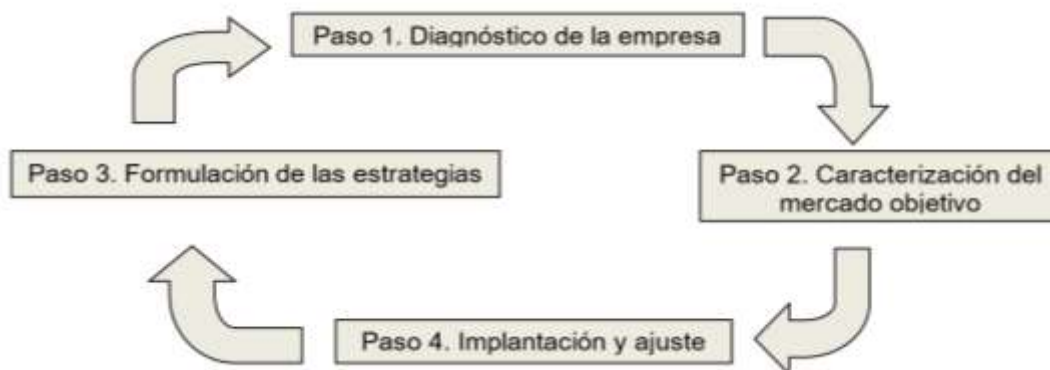 Paso 1. Diagnóstico de la empresa
Paso 3. Formulación de las estrategias
Paso 2. Caracterización del
mercado objetivo
Paso 4. Implantación y ajuste